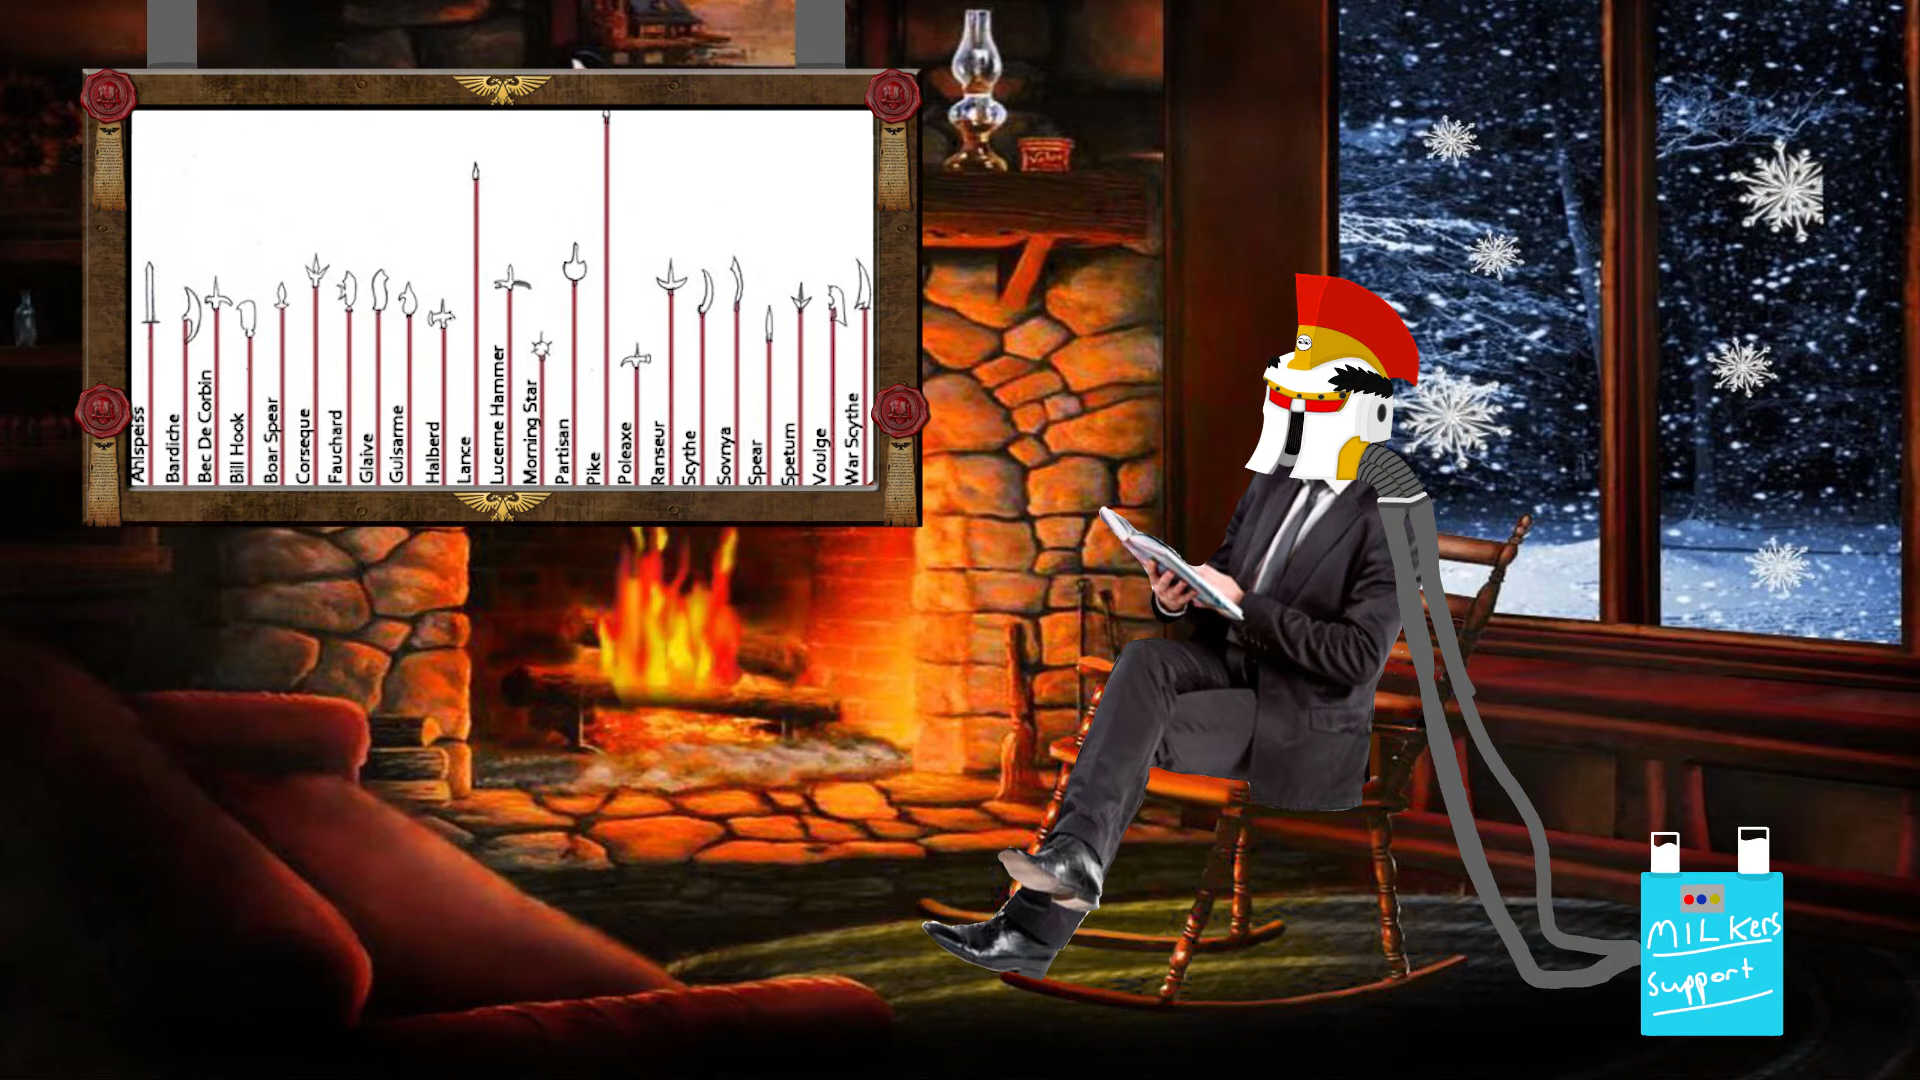 Ahlspeiss
Bardiche
Bec De Corbin
Bill Hook
Boar Spear
Corseque
Fauchard
Glaive
Guisarme
Halberd
Lance
Lucerne Hammer
Morning Star
Partisan
Pike
Poleaxe
Ranseur
Scythe
Sovnya
Spear
Spetum
Voulge
War Scythe
MILKers
Support